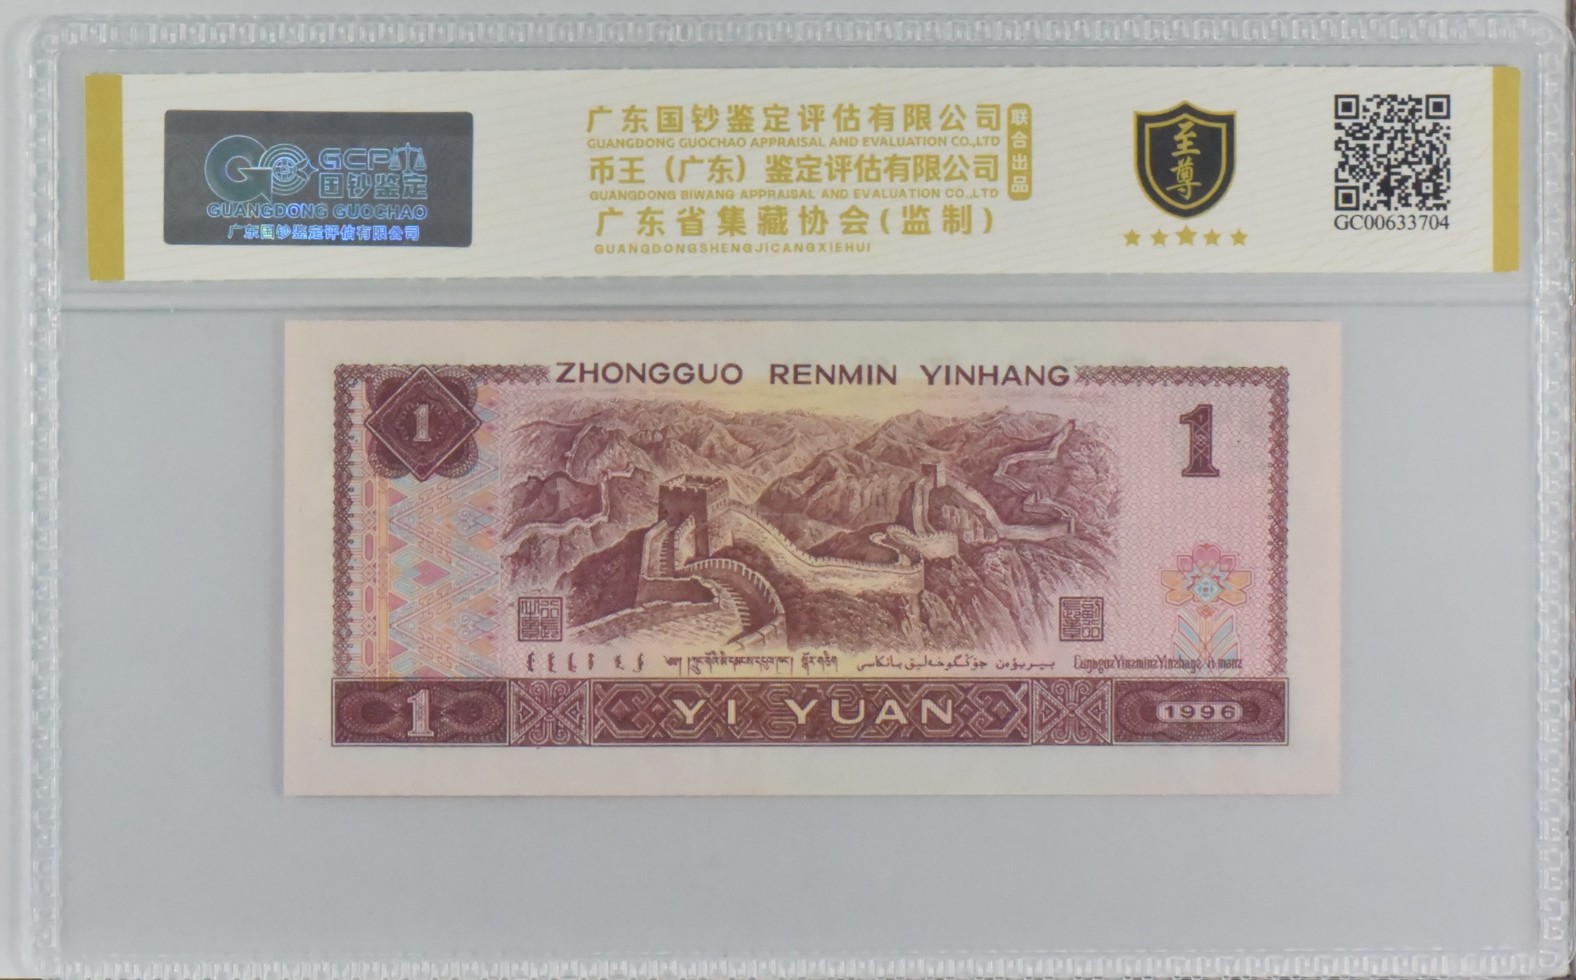 GCP
国钞鉴定
GUANGDONG GUOCHAO
广东国钞鉴定评估有限公司
广东国钞鉴定评估有限公司
GUANGDONG GUOCHAO APPRAISAL AND EVALUATION CO.,LTD
币王（广东）鉴定评估有限公司
GUANGDONG BIWANG APPRAISAL AND EVALUATION CO.,LTD
联合出品
广东省集藏协会(监制)
GUANGDONGSHENGJICANGXIEHUI
至尊
GC00633704
ZHONGGUO RENMIN YINHANG
1
1
1
YI YUAN
1996